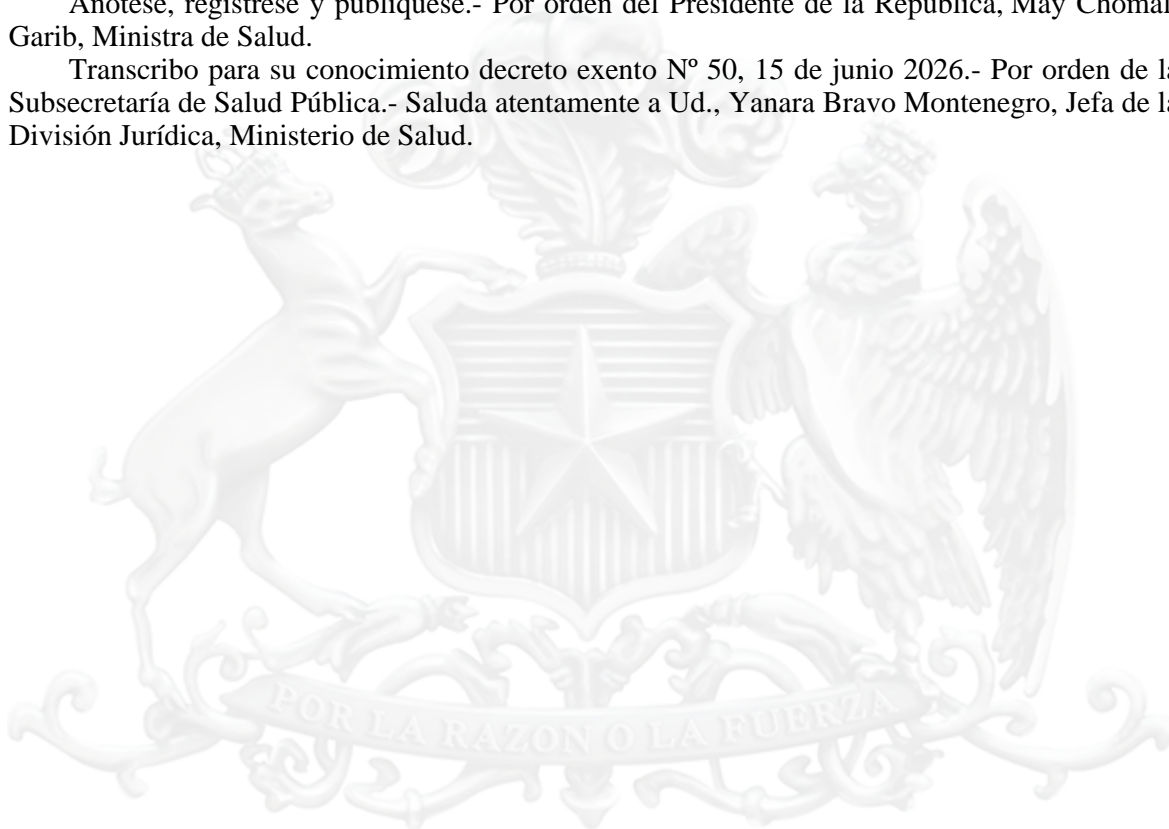 Anótese, regístrese y publíquese.- Por orden del Presidente de la República, May Chomalí
Garib, Ministra de Salud.
Transcribo para su conocimiento decreto exento Nº 50, 15 de junio 2026.- Por orden de la
Subsecretaría de Salud Pública.- Saluda atentamente a Ud., Yanara Bravo Montenegro, Jefa de la
División Jurídica, Ministerio de Salud.
POR LA RAZON O LA FUERZA